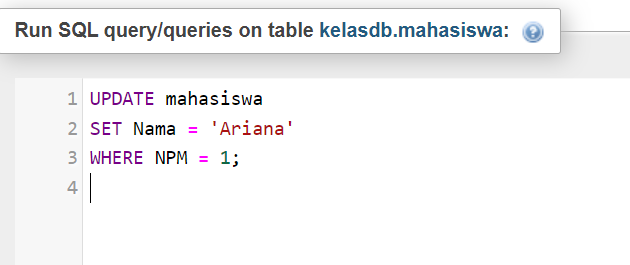 Run SQL query/queries on table kelasdb.mahasiswa:
1 UPDATE mahasiswa
2 SET Nama = 'Ariana'
3 WHERE NPM = 1;
4